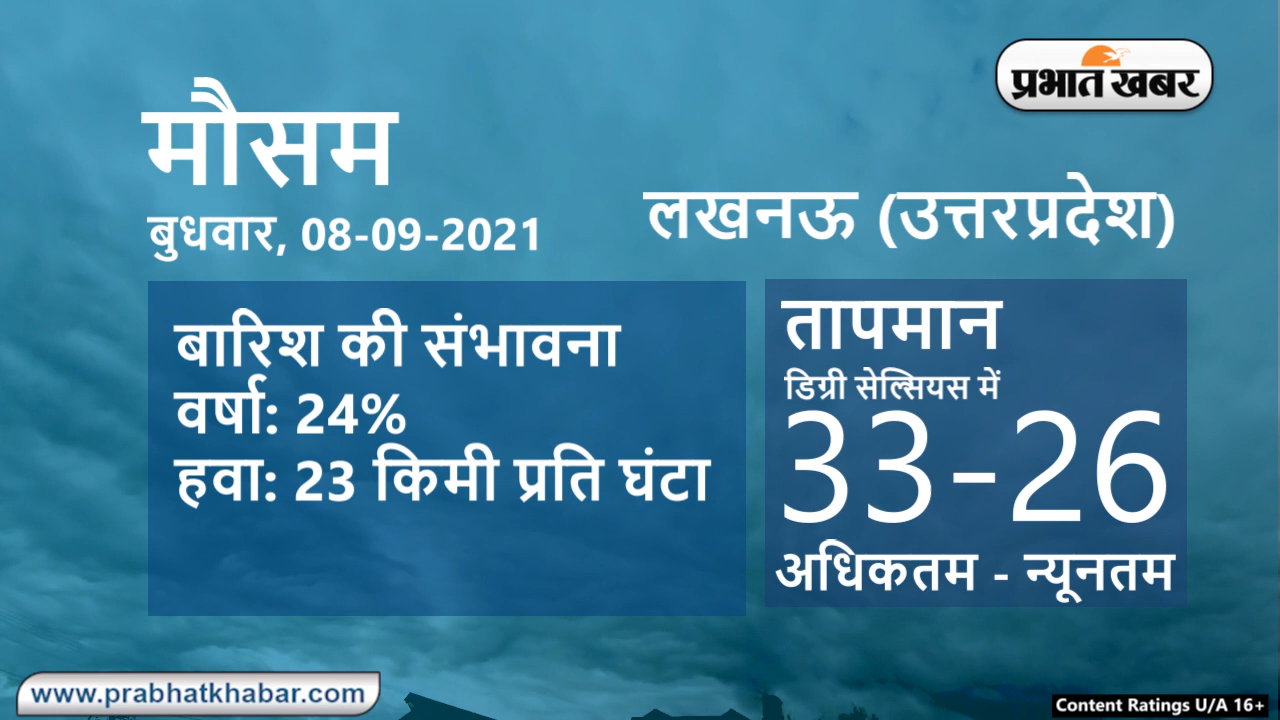 प्रभात खबर
मौसम
बुधवार, 08-09-2021
लखनऊ (उत्तरप्रदेश)
बारिश की संभावना
वर्षा: 24%
हवा: 23 किमी प्रति घंटा
तापमान
डिग्री सेल्सियस में
33-26
अधिकतम - न्यूनतम
www.prabhatkhabar.com
Content Ratings U/A 16+